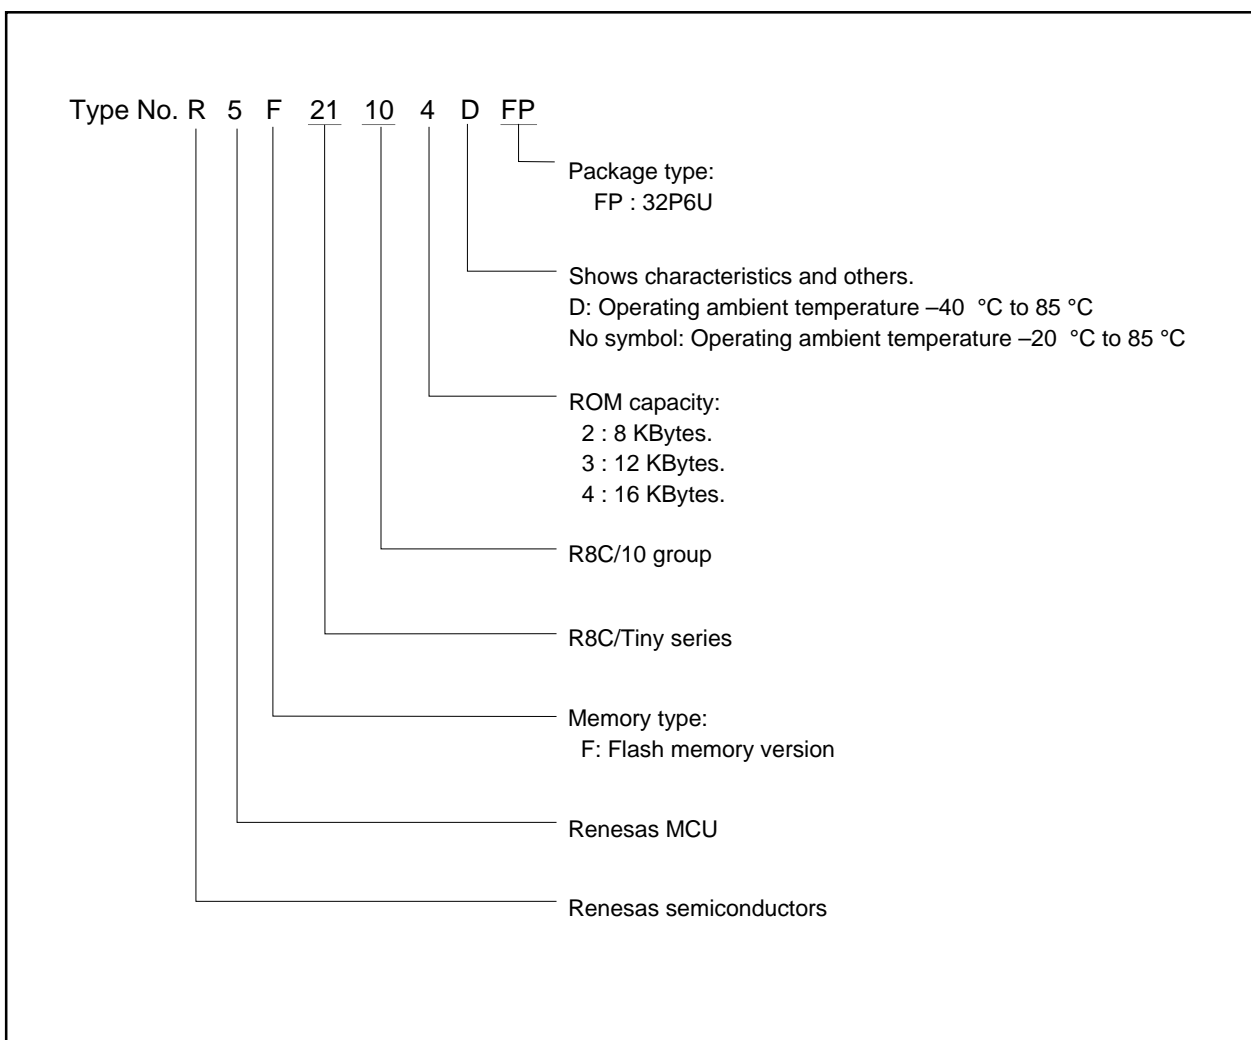 Type No. R 5 F 21 10 4 D FP
Package type:
FP : 32P6U
Shows characteristics and others.
D: Operating ambient temperature –40 °C to 85 °C
No symbol: Operating ambient temperature –20 °C to 85 °C
ROM capacity:
2 : 8 KBytes.
3 : 12 KBytes.
4 : 16 KBytes.
R8C/10 group
R8C/Tiny series
Memory type:
F: Flash memory version
Renesas MCU
Renesas semiconductors